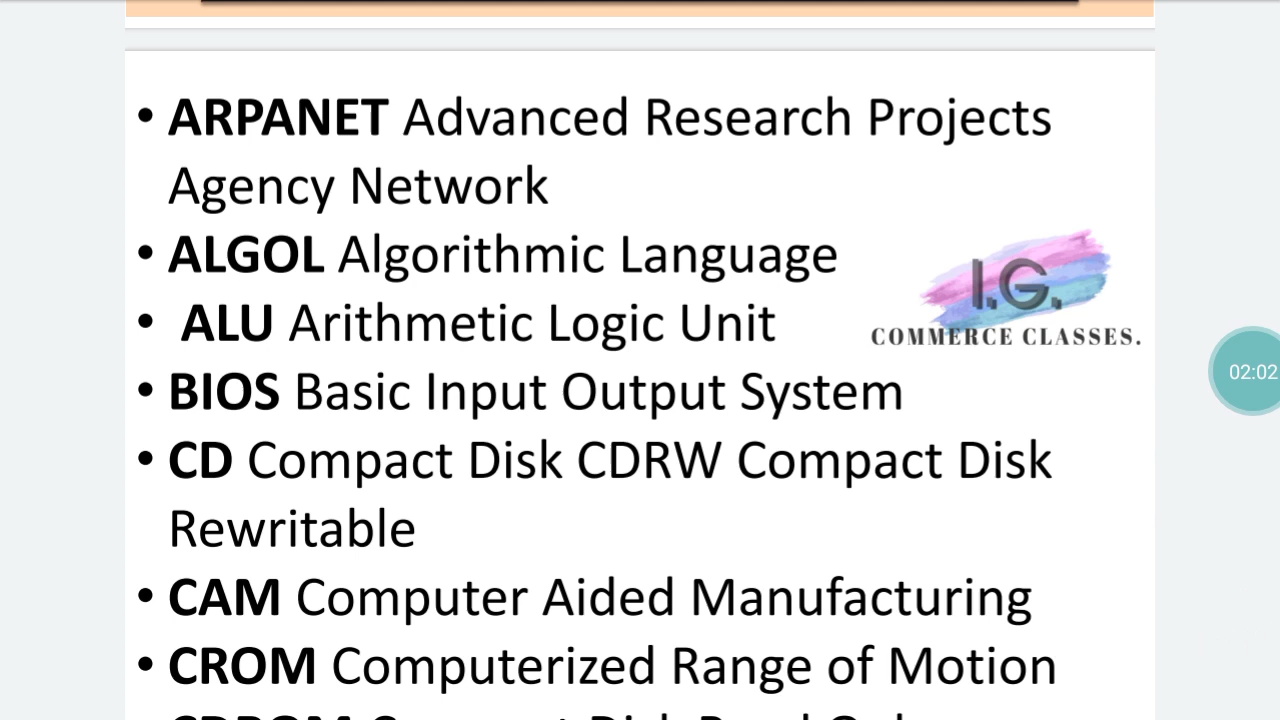 • ARPANET Advanced Research Projects
Agency Network
• ALGOL Algorithmic Language
• ALU Arithmetic Logic Unit
• BIOS Basic Input Output System
• CD Compact Disk CDRW Compact Disk
Rewritable
• CAM Computer Aided Manufacturing
• CROM Computerized Range of Motion
I.G.
COMMERCE CLASSES.
02:02